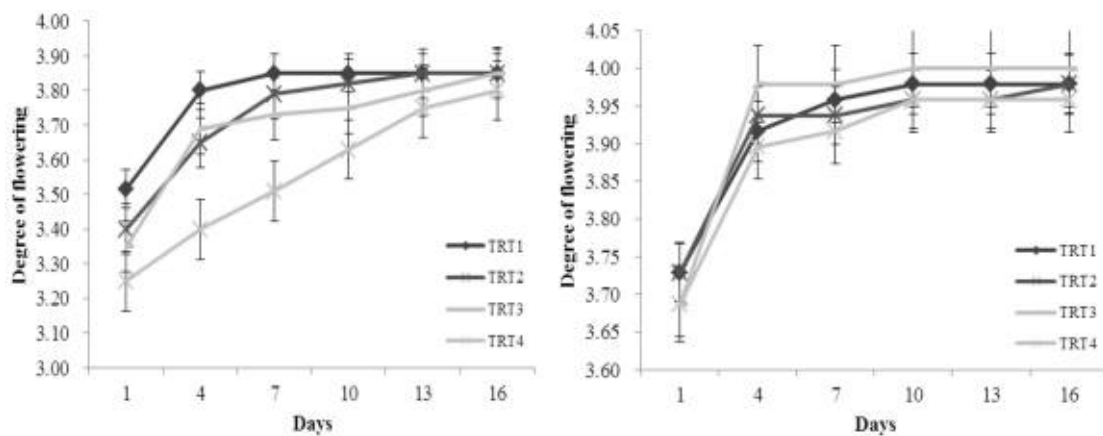 4.00
3.90
3.80
3.70
3.60
3.50
3.40
3.30
3.20
3.10
3.00
Degree of flowering
TRT1
TRT2
TRT3
TRT4
1 4 7 10 13 16
Days
4.05
4.00
3.95
3.90
3.85
3.80
3.75
3.70
3.65
3.60
Degree of flowering
TRT1
TRT2
TRT3
TRT4
1 4 7 10 13 16
Days